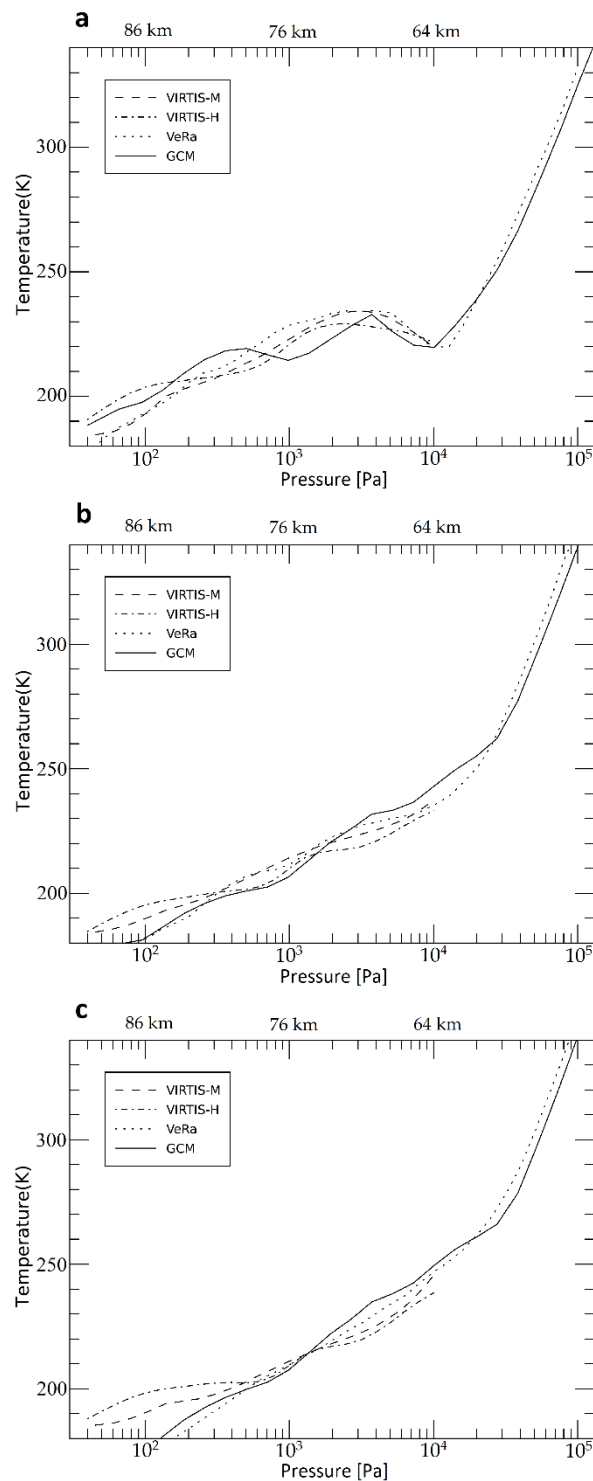 a
86 km 76 km 64 km
VIRTIS-M
VIRTIS-H
VeRa
GCM
Temperature(K)
300
250
200
10² 10³ 10⁴ 10⁵
Pressure [Pa]
b
86 km 76 km 64 km
VIRTIS-M
VIRTIS-H
VeRa
GCM
Temperature(K)
300
250
200
10² 10³ 10⁴ 10⁵
Pressure [Pa]
c
86 km 76 km 64 km
VIRTIS-M
VIRTIS-H
VeRa
GCM
Temperature(K)
300
250
200
10² 10³ 10⁴ 10⁵
Pressure [Pa]